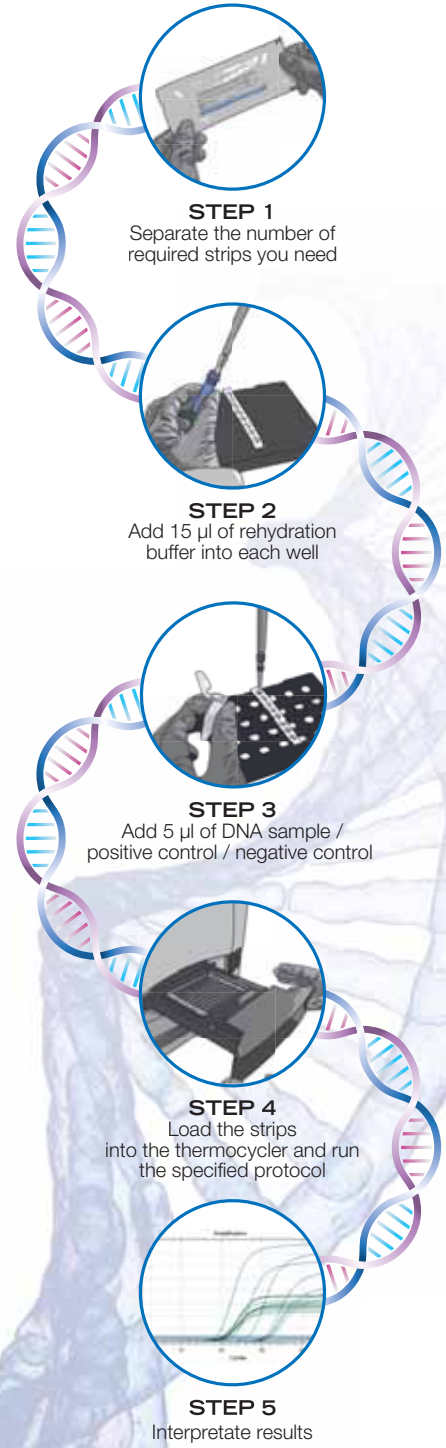 STEP 1
Separate the number of
required strips you need
STEP 2
Add 15 µl of rehydration
buffer into each well
STEP 3
Add 5 µl of DNA sample /
positive control / negative control
STEP 4
Load the strips
into the thermocycler and run
the specified protocol
STEP 5
Interpretate results